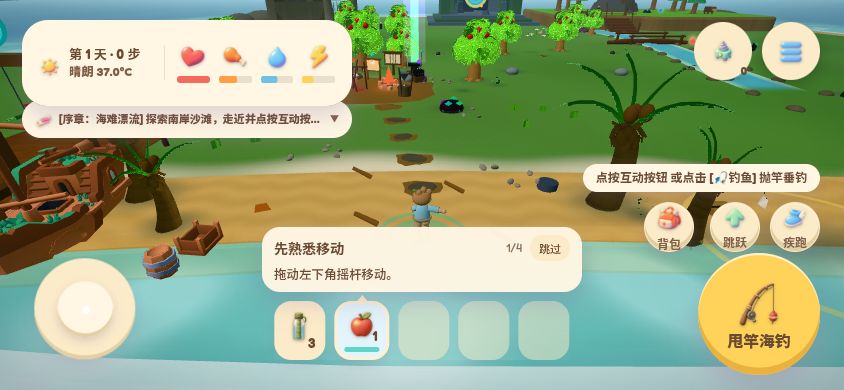 第 1 天 · 0 步
晴朗 37.0°C
[序章：海难漂流] 探索南岸沙滩，走近并点按互动按... ▼
0
点按互动按钮 或点击 [🎣钓鱼] 抛竿垂钓
背包
跳跃
疾跑
先熟悉移动
1/4
跳过
拖动左下角摇杆移动。
3
1
甩竿海钓